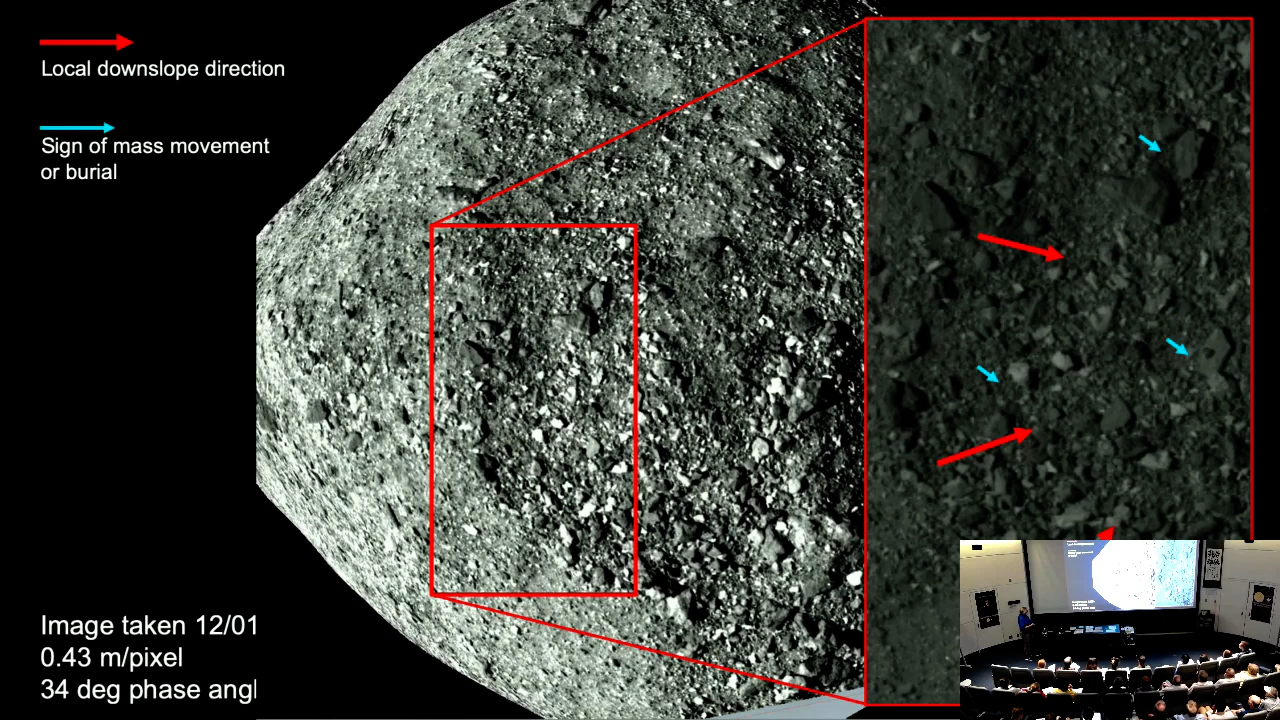 Local downslope direction
Sign of mass movement
or burial
Image taken 12/01
0.43 m/pixel
34 deg phase angl